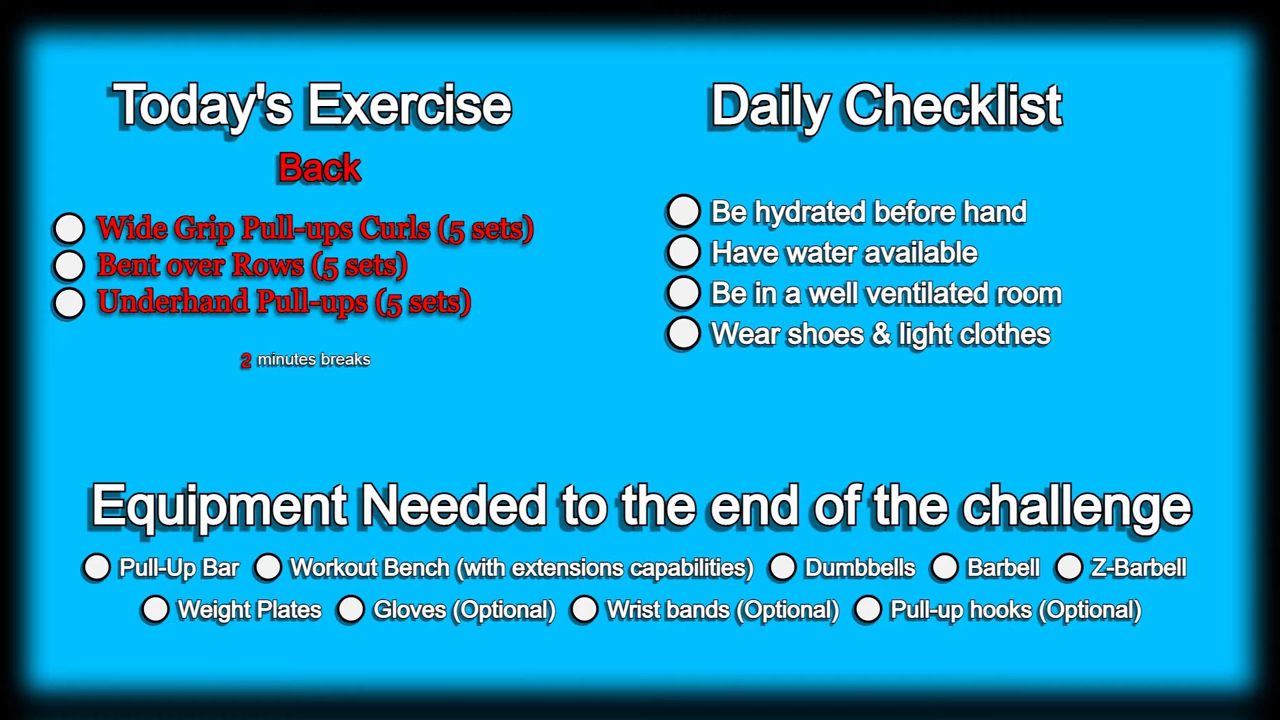 Today's Exercise
Back
Wide Grip Pull-ups Curls (5 sets)
Bent over Rows (5 sets)
Underhand Pull-ups (5 sets)
2 minutes breaks
Daily Checklist
Be hydrated before hand
Have water available
Be in a well ventilated room
Wear shoes & light clothes
Equipment Needed to the end of the challenge
Pull-Up Bar Workout Bench (with extensions capabilities) Dumbbells Barbell Z-Barbell
Weight Plates Gloves (Optional) Wrist bands (Optional) Pull-up hooks (Optional)